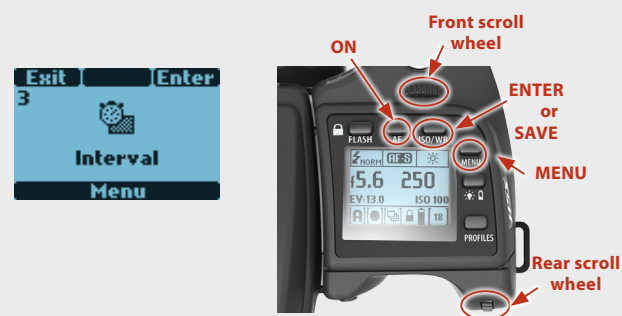 Exit Enter
3
Interval
Menu
Front scroll
wheel
ON
ENTER
or
SAVE
MENU
FLASH AF ISO/WB
MENU
NORM AF-S
f5.6 250
EV:13.0 ISO 100
A 18
PROFILES
Rear scroll
wheel